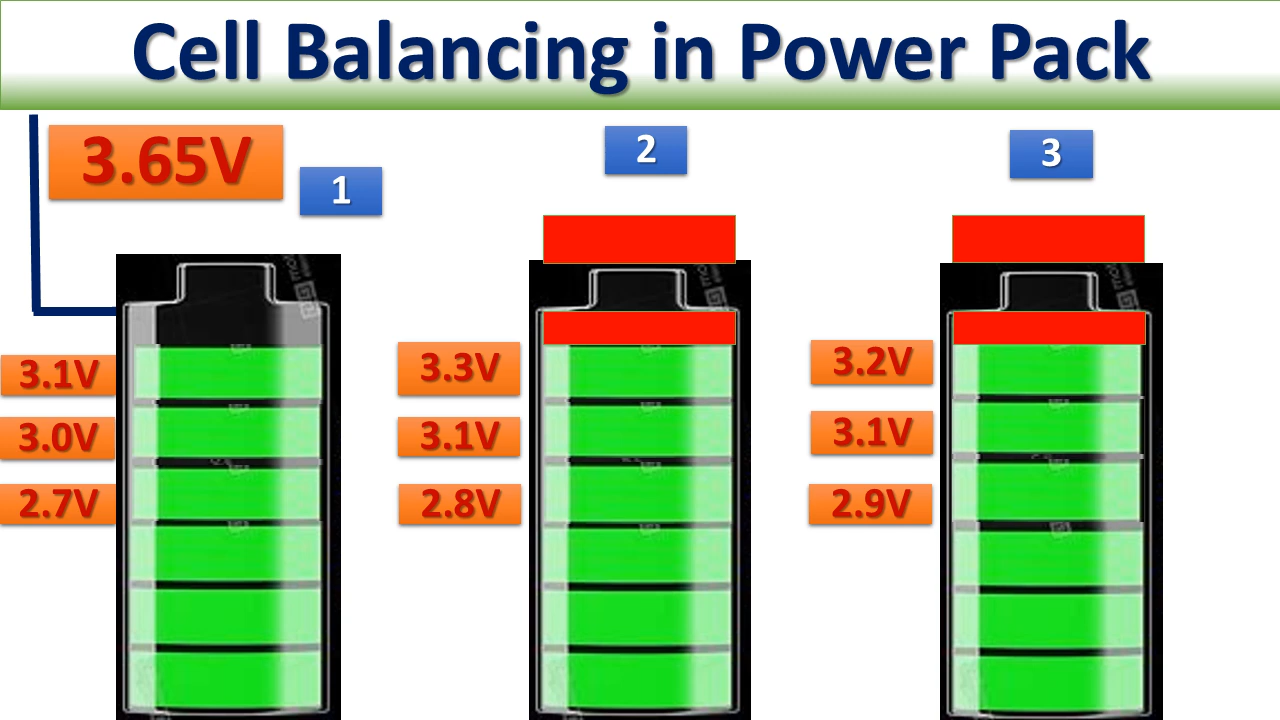 Cell Balancing in Power Pack
3.65V
1
2
3
3.1V
3.0V
2.7V
3.3V
3.1V
2.8V
3.2V
3.1V
2.9V